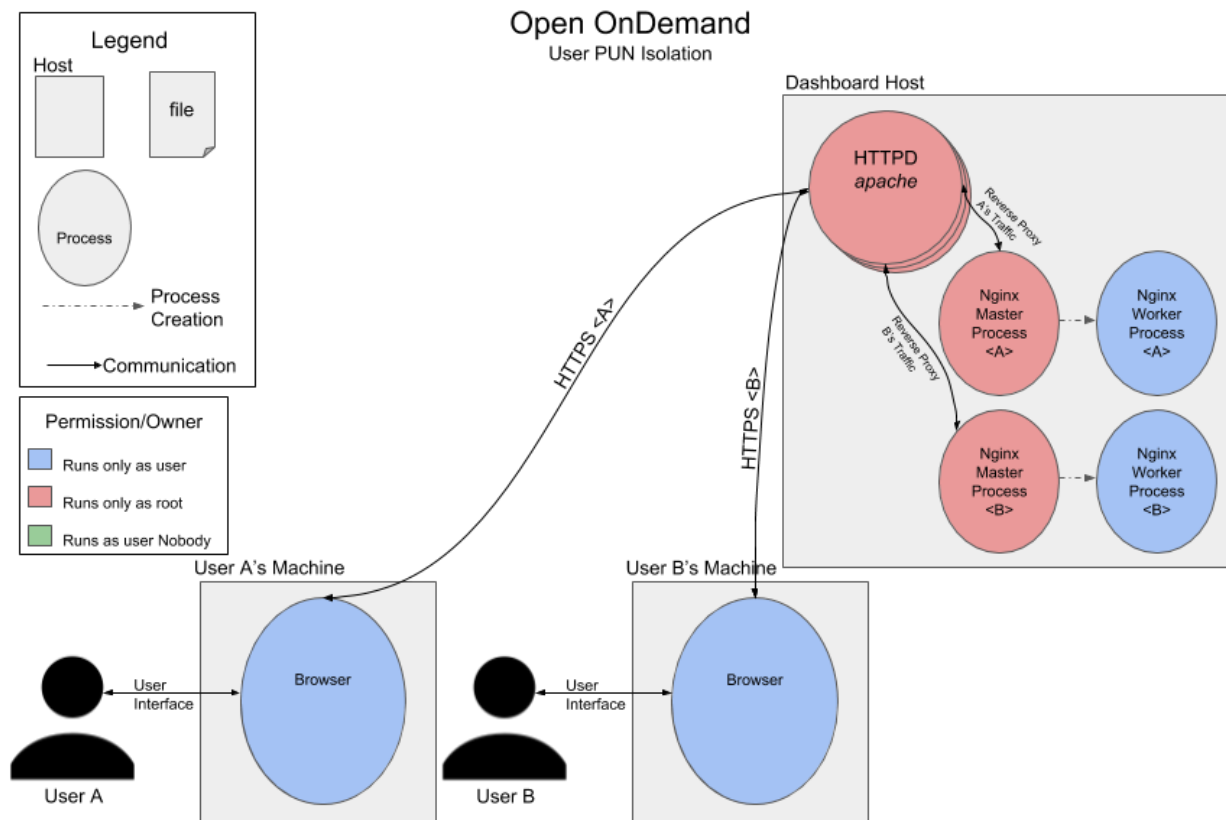 Open OnDemand
User PUN Isolation
Legend
Host
file
Process
Process
Creation
Communication
Permission/Owner
Runs only as user
Runs only as root
Runs as user Nobody
Dashboard Host
HTTPD
apache
Reverse Proxy
A's Traffic
Reverse Proxy
B's Traffic
Nginx
Master
Process
<A>
Nginx
Worker
Process
<A>
Nginx
Master
Process
<B>
Nginx
Worker
Process
<B>
HTTPS <A>
HTTPS <B>
User A's Machine
Browser
User
Interface
User A
User B's Machine
Browser
User
Interface
User B